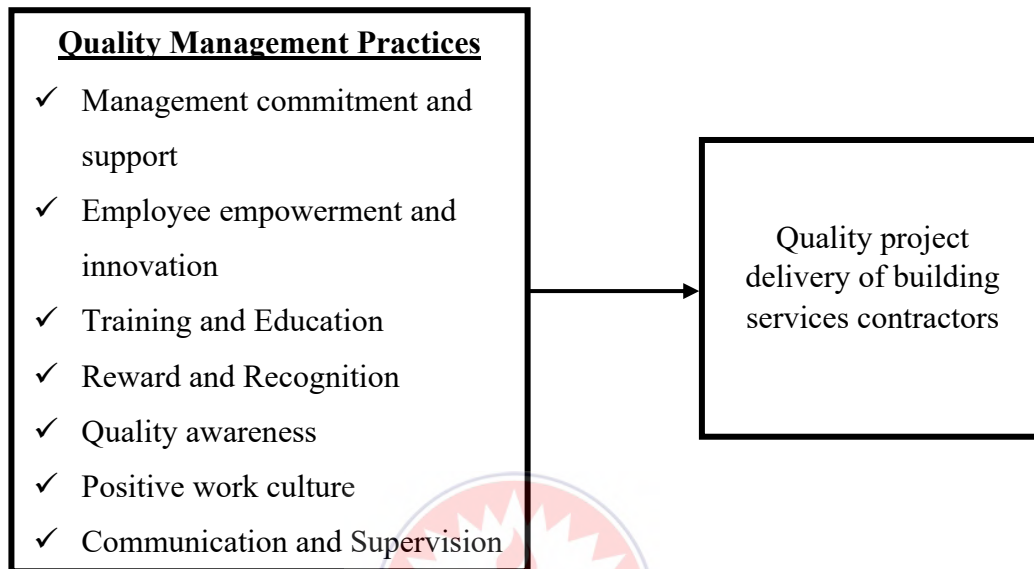 Quality Management Practices
✓ Management commitment and
support
✓ Employee empowerment and
innovation
✓ Training and Education
✓ Reward and Recognition
✓ Quality awareness
✓ Positive work culture
✓ Communication and Supervision
Quality project
delivery of building
services contractors